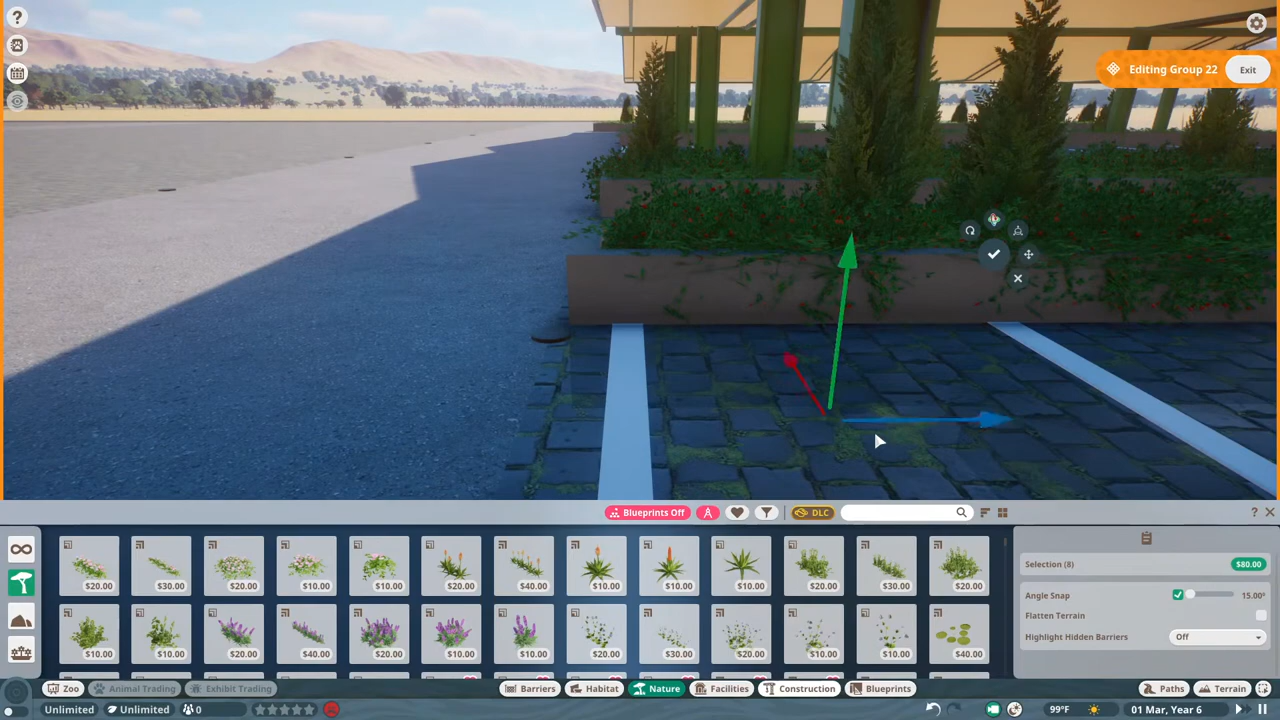 ?
Editing Group 22
Exit
Blueprints Off
DLC
?
$20.00
$30.00
$20.00
$10.00
$10.00
$20.00
$40.00
$10.00
$10.00
$10.00
$20.00
$30.00
$20.00
$10.00
$10.00
$20.00
$40.00
$20.00
$10.00
$10.00
$20.00
$30.00
$20.00
$10.00
$10.00
$40.00
Selection (8)
$80.00
Angle Snap
15.00°
Flatten Terrain
Highlight Hidden Barriers
Off
Zoo
Animal Trading
Exhibit Trading
Barriers
Habitat
Nature
Facilities
Construction
Blueprints
Paths
Terrain
Unlimited
Unlimited
0
99°F
01 Mar, Year 6